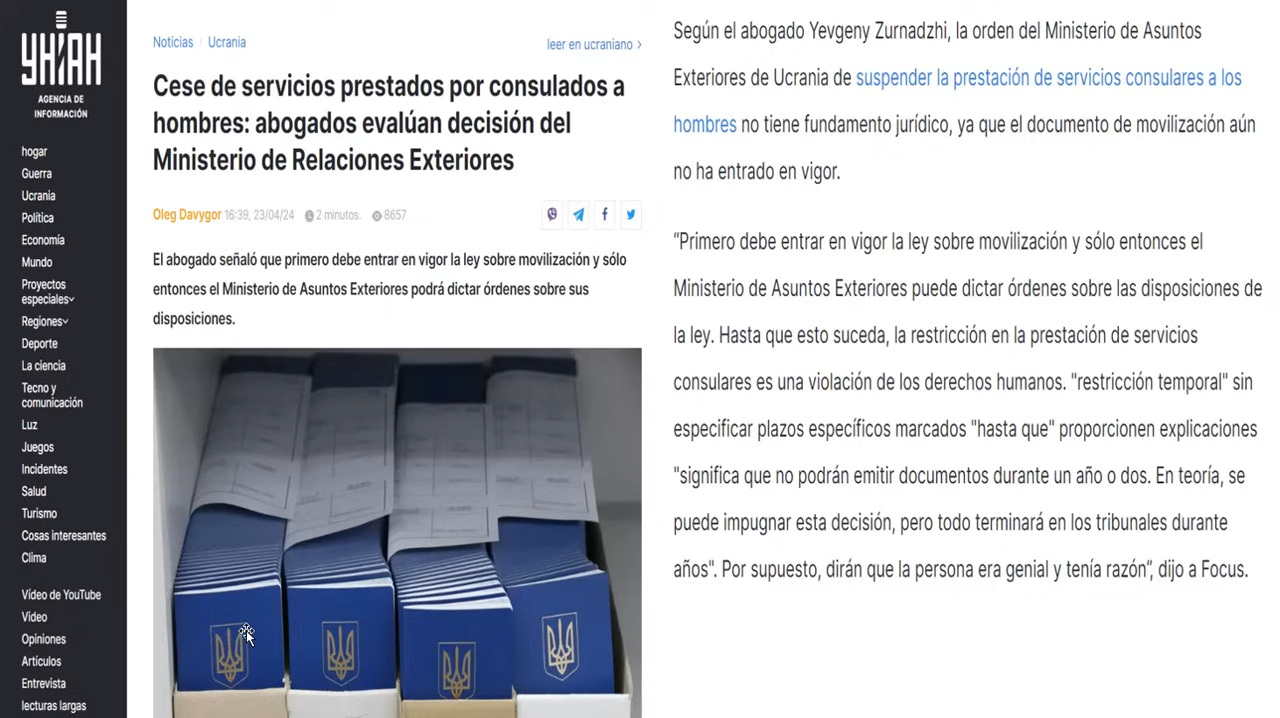 УНІАН
AGENCIA DE
INFORMACIÓN
hogar
Guerra
Ucrania
Política
Economía
Mundo
Proyectos
especiales
Regiones
Deporte
La ciencia
Tecno y
comunicación
Luz
Juegos
Incidentes
Salud
Turismo
Cosas interesantes
Clima
Vídeo de YouTube
Video
Opiniones
Artículos
Entrevista
lecturas largas
Noticias
Ucrania
leer en ucraniano
Cese de servicios prestados por consulados a
hombres: abogados evalúan decisión del
Ministerio de Relaciones Exteriores
Oleg Davygor 16:39, 23/04/24 2 minutos. 8657
El abogado señaló que primero debe entrar en vigor la ley sobre movilización y sólo
entonces el Ministerio de Asuntos Exteriores podrá dictar órdenes sobre sus
disposiciones.
Según el abogado Yevgeny Zurnadzhi, la orden del Ministerio de Asuntos
Exteriores de Ucrania de suspender la prestación de servicios consulares a los
hombres no tiene fundamento jurídico, ya que el documento de movilización aún
no ha entrado en vigor.
"Primero debe entrar en vigor la ley sobre movilización y sólo entonces el
Ministerio de Asuntos Exteriores puede dictar órdenes sobre las disposiciones de
la ley. Hasta que esto suceda, la restricción en la prestación de servicios
consulares es una violación de los derechos humanos. "restricción temporal" sin
especificar plazos específicos marcados "hasta que" proporcionen explicaciones
"significa que no podrán emitir documentos durante un año o dos. En teoría, se
puede impugnar esta decisión, pero todo terminará en los tribunales durante
años". Por supuesto, dirán que la persona era genial y tenía razón”, dijo a Focus.